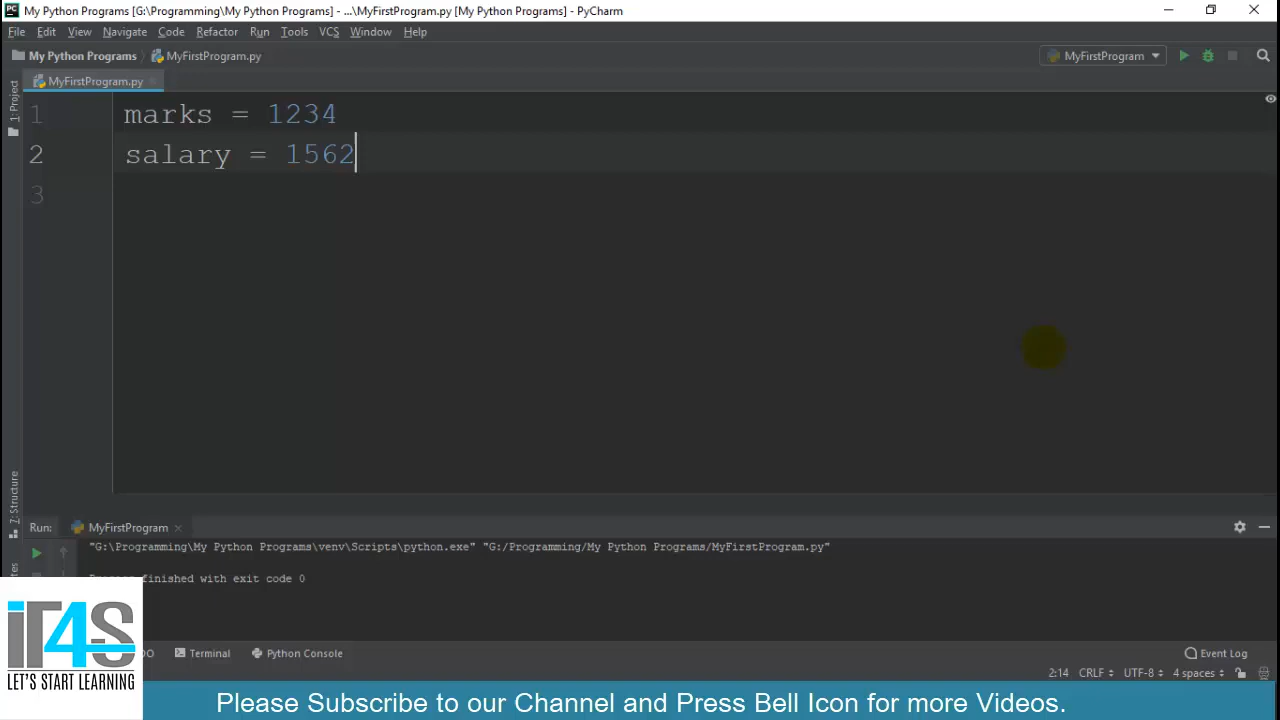 My Python Programs [G:\Programming\My Python Programs] - ...\MyFirstProgram.py [My Python Programs] - PyCharm
File Edit View Navigate Code Refactor Run Tools VCS Window Help
My Python Programs MyFirstProgram.py MyFirstProgram
MyFirstProgram.py
1: Project
1 marks = 1234
2 salary = 1562
3
7: Structure
Run: MyFirstProgram
"G:\Programming\My Python Programs\venv\Scripts\python.exe" "G:/Programming/My Python Programs/MyFirstProgram.py"
finished with exit code 0
Terminal Python Console Event Log
2:14 CRLF UTF-8 4 spaces
iT4S
LET'S START LEARNING
Please Subscribe to our Channel and Press Bell Icon for more Videos.